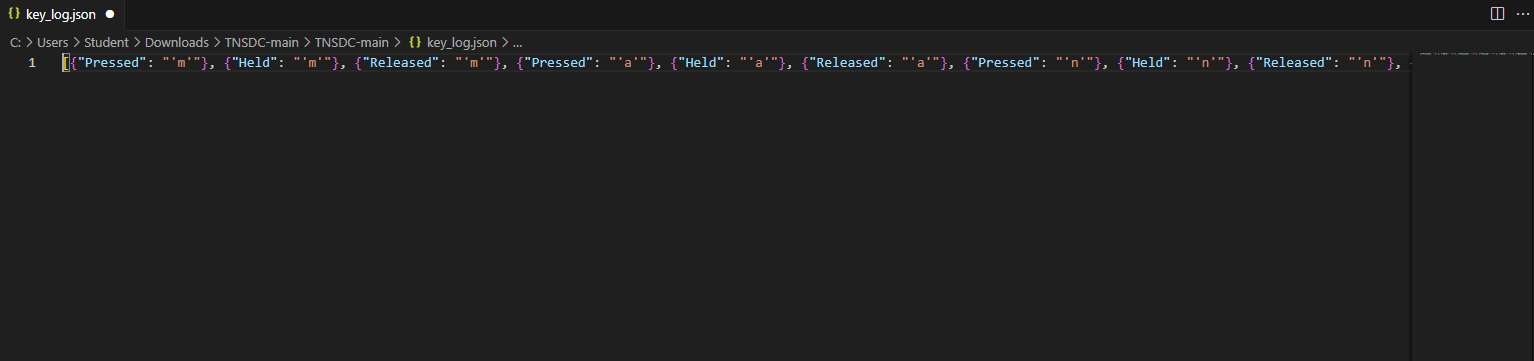 {} key_log.json ●
C: > Users > Student > Downloads > TNSDC-main > TNSDC-main > {} key_log.json > ...
1 [{"Pressed": "'m'"}, {"Held": "'m'"}, {"Released": "'m'"}, {"Pressed": "'a'"}, {"Held": "'a'"}, {"Released": "'a'"}, {"Pressed": "'n'"}, {"Held": "'n'"}, {"Released": "'n'"},